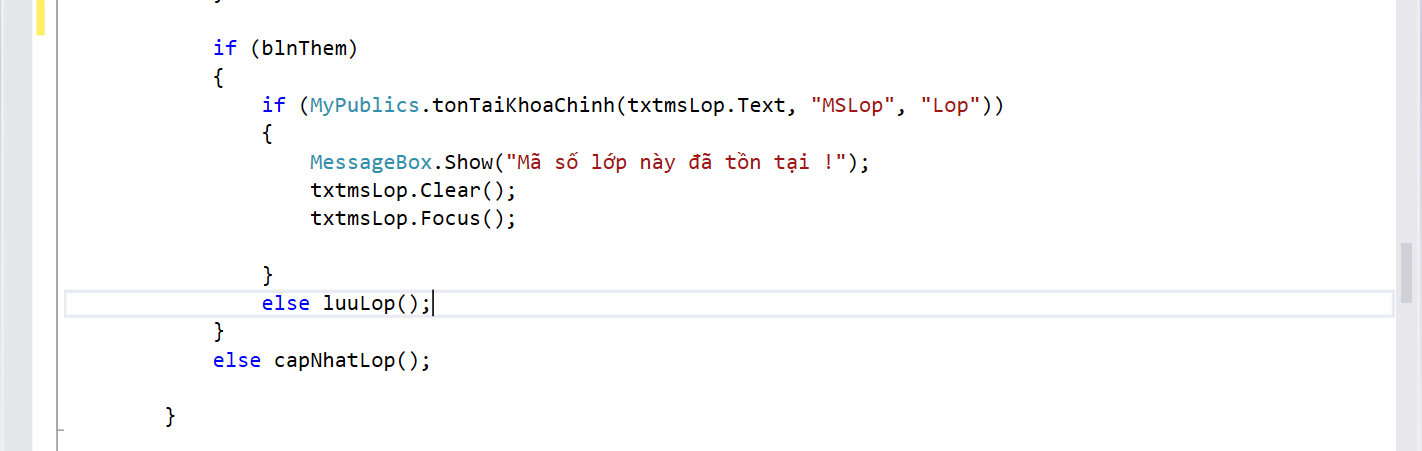 }
if (blnThem)
{
if (MyPublics.tonTaiKhoaChinh(txtmsLop.Text, "MSLop", "Lop"))
{
MessageBox.Show("Mã số lớp này đã tồn tại !");
txtmsLop.Clear();
txtmsLop.Focus();
}
else luuLop();
}
else capNhatLop();
}